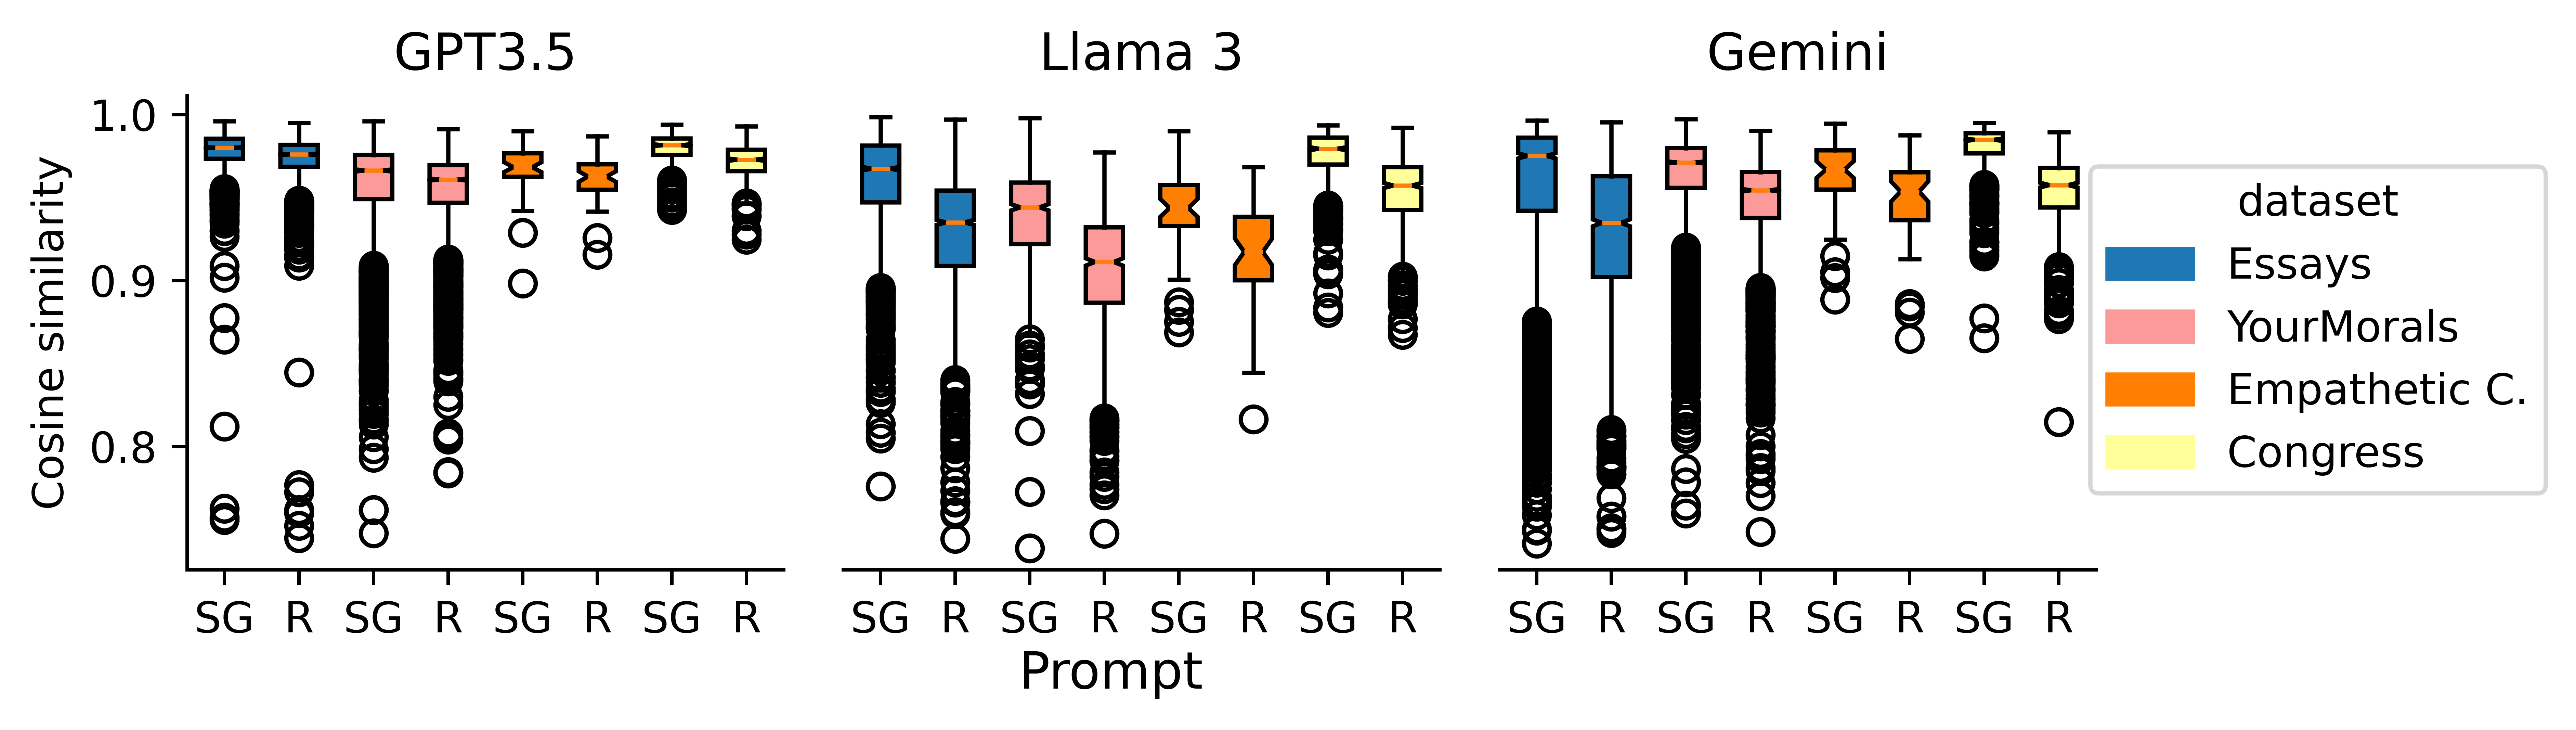 GPT3.5
Llama 3
Gemini
Cosine similarity
1.0
0.9
0.8
SG R SG R SG R SG R
SG R SG R SG R SG R
SG R SG R SG R SG R
Prompt
dataset
Essays
YourMorals
Empathetic C.
Congress